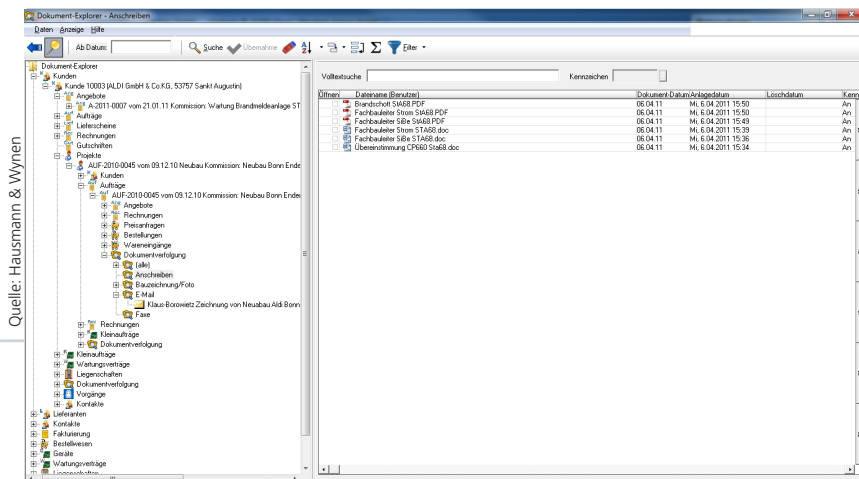 Quelle: Hausmann & Wynen
Dokument-Explorer - Anschreiben
Daten Anzeige Hilfe
Ab Datum: Suche Übernahme Filter
Dokument-Explorer
Kunden
Kunde 10003 (ALDI GmbH & Co.KG, 53757 Sankt Augustin)
Angebote
A-2011-0007 vom 21.01.11 Kommission: Wartung Brandmeldeanlage ST
Aufträge
Lieferscheine
Rechnungen
Gutschriften
Projekte
AUF-2010-0045 vom 09.12.10 Neubau Kommission: Neubau Bonn Ende
Kunden
Aufträge
AUF-2010-0045 vom 09.12.10 Kommission: Neubau Bonn Ender
Angebote
Rechnungen
Preisanfragen
Bestellungen
Wareneingänge
Dokumentverfolgung
(alle)
Anschreiben
Bauzeichnung/Foto
E-Mail
Klaus-Borowietz Zeichnung von Neuabau Aldi Bonn
Faxe
Rechnungen
Kleinaufträge
Dokumentverfolgung
Kleinaufträge
Wartungsverträge
Liegenschaften
Dokumentverfolgung
Vorgänge
Kontakte
Lieferanten
Kontakte
Fakturierung
Bestellwesen
Geräte
Wartungsverträge
Liegenschaften
Volltextsuche Kennzeichen
Öffnen Dateiname (Benutzer) Dokument-Datum Anlagedatum Löschdatum Kenn
Brandschott StA68.PDF 06.04.11 Mi, 6.04.2011 15:50 An
Fachbauleiter Strom StA68.PDF 06.04.11 Mi, 6.04.2011 15:50 An
Fachbauleiter SiBe StA68.PDF 06.04.11 Mi, 6.04.2011 15:49 An
Fachbauleiter Strom STA68.doc 06.04.11 Mi, 6.04.2011 15:39 An
Fachbauleiter SiBe STA68.doc 06.04.11 Mi, 6.04.2011 15:36 An
Übereinstimmung CP660 Sta68.doc 06.04.11 Mi, 6.04.2011 15:34 An